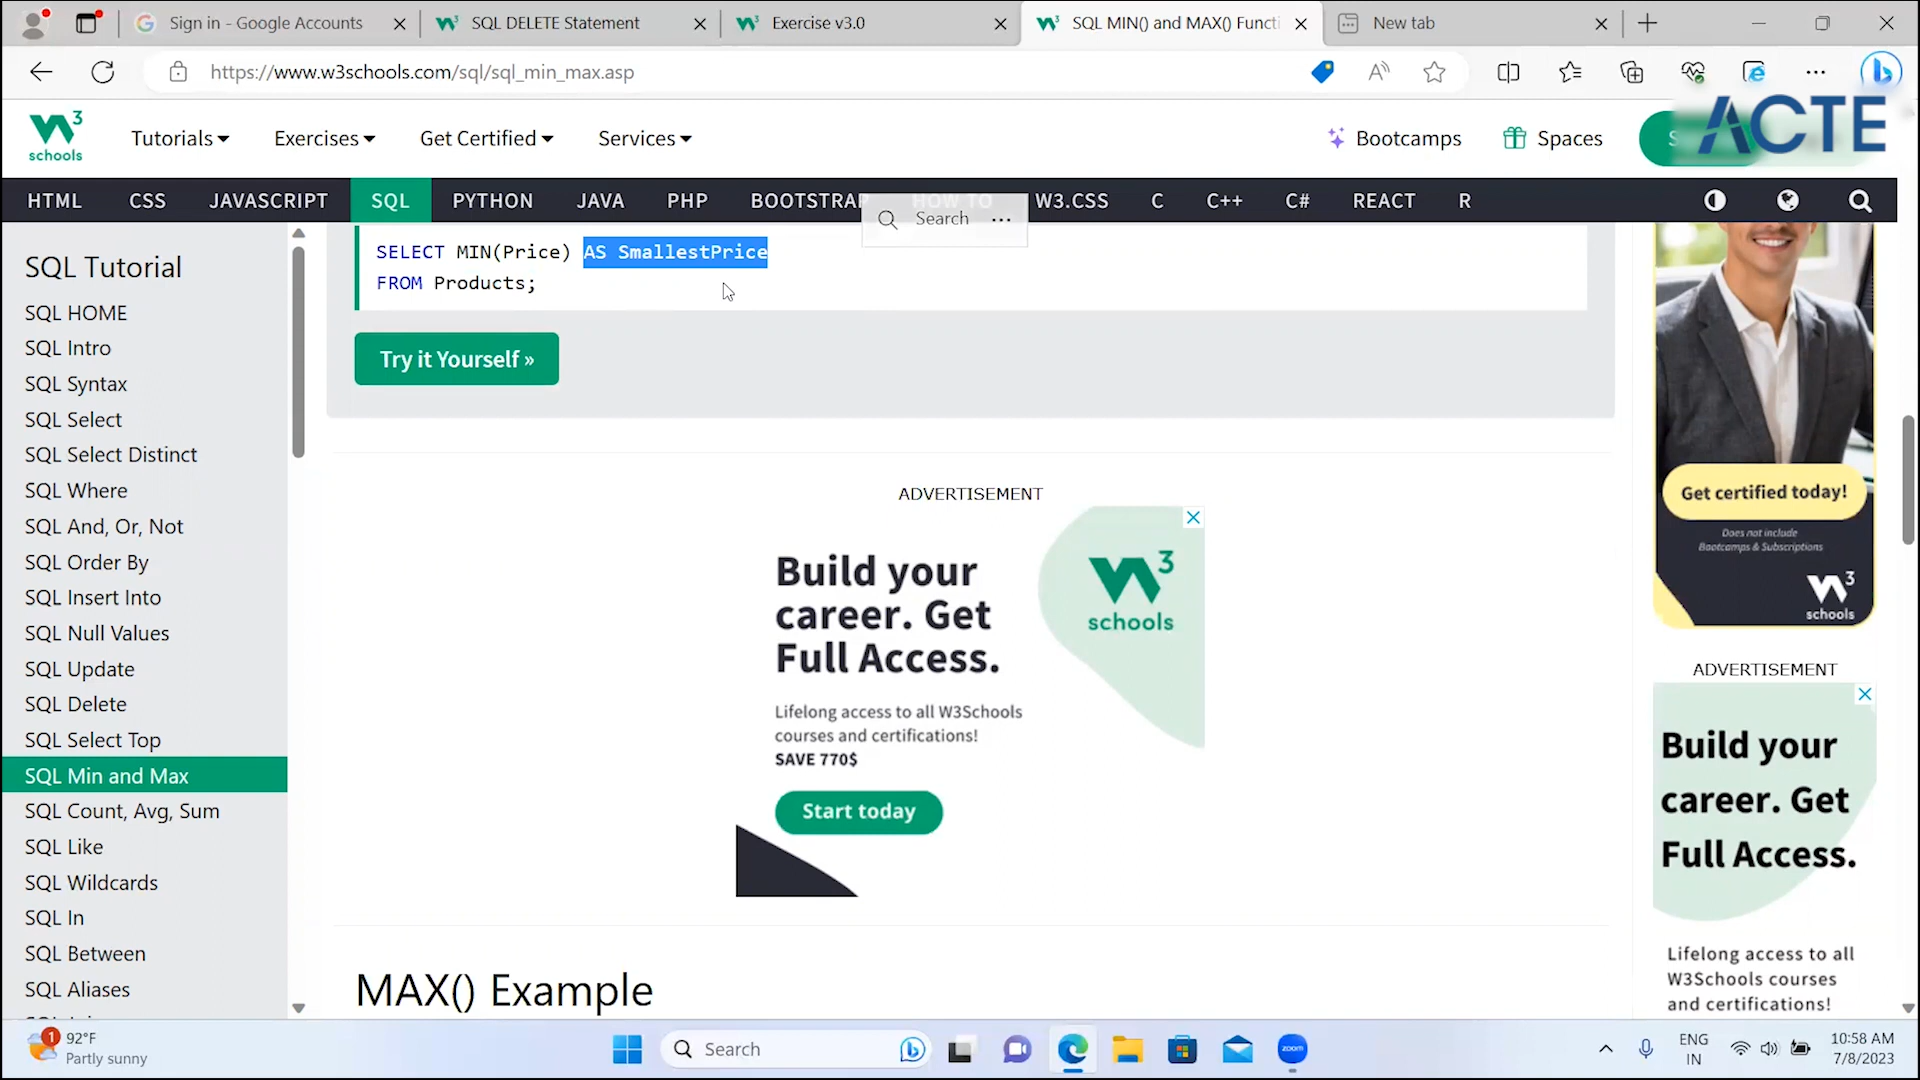 Sign in - Google Accounts
SQL DELETE Statement
Exercise v3.0
SQL MIN() and MAX() Functi
New tab
https://www.w3schools.com/sql/sql_min_max.asp
W3 schools
Tutorials
Exercises
Get Certified
Services
Bootcamps
Spaces
ACTE
HTML CSS JAVASCRIPT SQL PYTHON JAVA PHP BOOTSTRAP HOW TO W3.CSS C C++ C# REACT R
Search ...
SQL Tutorial
SQL HOME
SQL Intro
SQL Syntax
SQL Select
SQL Select Distinct
SQL Where
SQL And, Or, Not
SQL Order By
SQL Insert Into
SQL Null Values
SQL Update
SQL Delete
SQL Select Top
SQL Min and Max
SQL Count, Avg, Sum
SQL Like
SQL Wildcards
SQL In
SQL Between
SQL Aliases
SELECT MIN(Price) AS SmallestPrice
FROM Products;
Try it Yourself »
ADVERTISEMENT
Build your
career. Get
Full Access.
Lifelong access to all W3Schools
courses and certifications!
SAVE 770$
Start today
W3
schools
MAX() Example
Get certified today!
Does not include
Bootcamps & Subscriptions
W3
schools
ADVERTISEMENT
Build your
career. Get
Full Access.
Lifelong access to all
W3Schools courses
and certifications!
1
92°F
Partly sunny
Search
zoom
ENG
IN
10:58 AM
7/8/2023